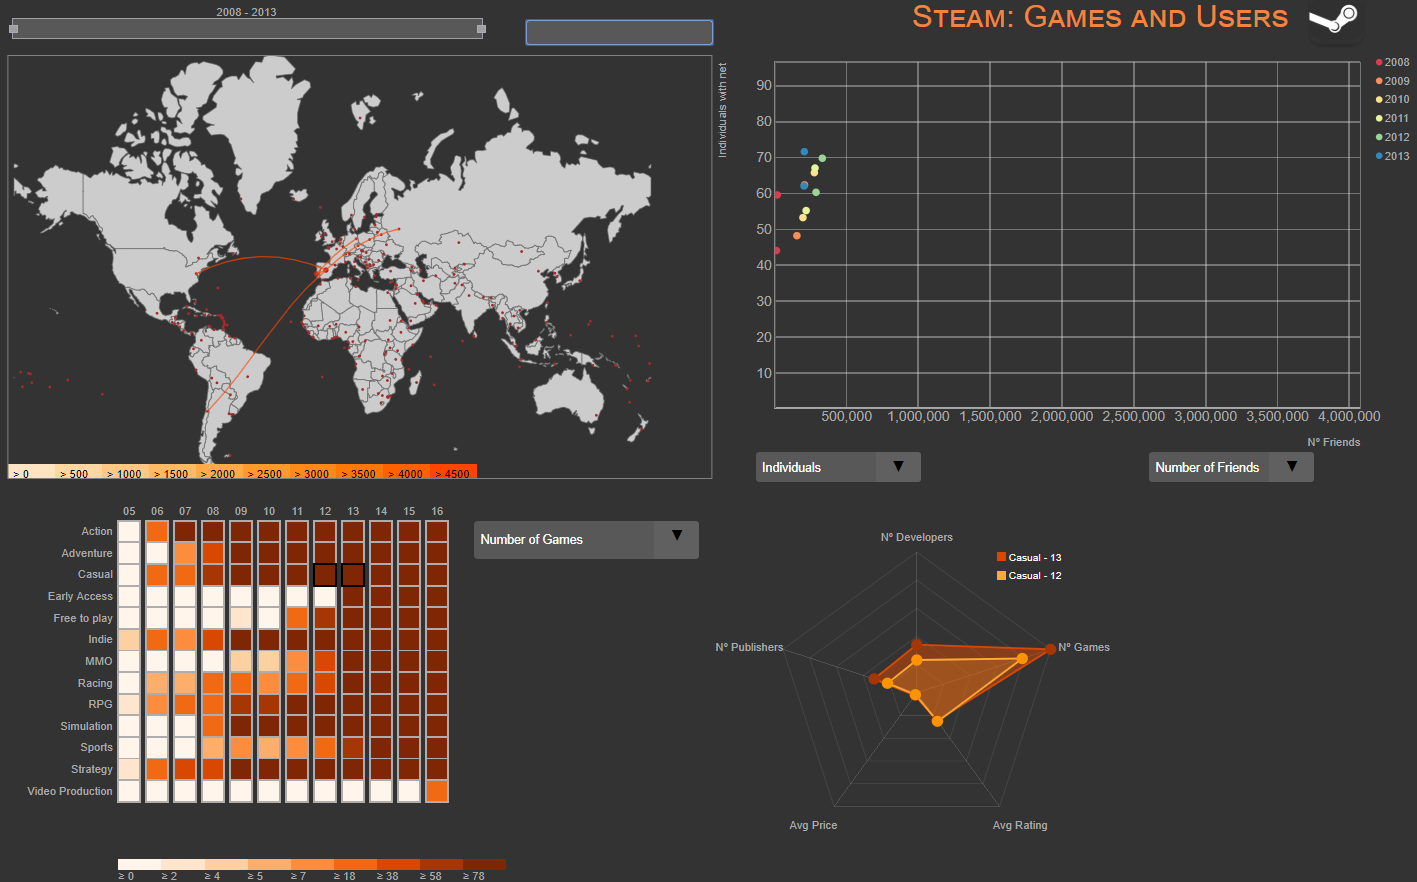 2008 - 2013
STEAM: GAMES AND USERS
Individuals with net
90
80
70
60
50
40
30
20
10
500,000 1,000,000 1,500,000 2,000,000 2,500,000 3,000,000 3,500,000 4,000,000
Nº Friends
2008
2009
2010
2011
2012
2013
> 0 > 500 > 1000 > 1500 > 2000 > 2500 > 3000 > 3500 > 4000 > 4500
Individuals ▼
Number of Friends ▼
05 06 07 08 09 10 11 12 13 14 15 16
Action
Adventure
Casual
Early Access
Free to play
Indie
MMO
Racing
RPG
Simulation
Sports
Strategy
Video Production
Number of Games ▼
≥ 0 ≥ 2 ≥ 4 ≥ 5 ≥ 7 ≥ 18 ≥ 38 ≥ 58 ≥ 78
Nº Developers
Casual - 13
Casual - 12
Nº Publishers
Nº Games
Avg Price
Avg Rating